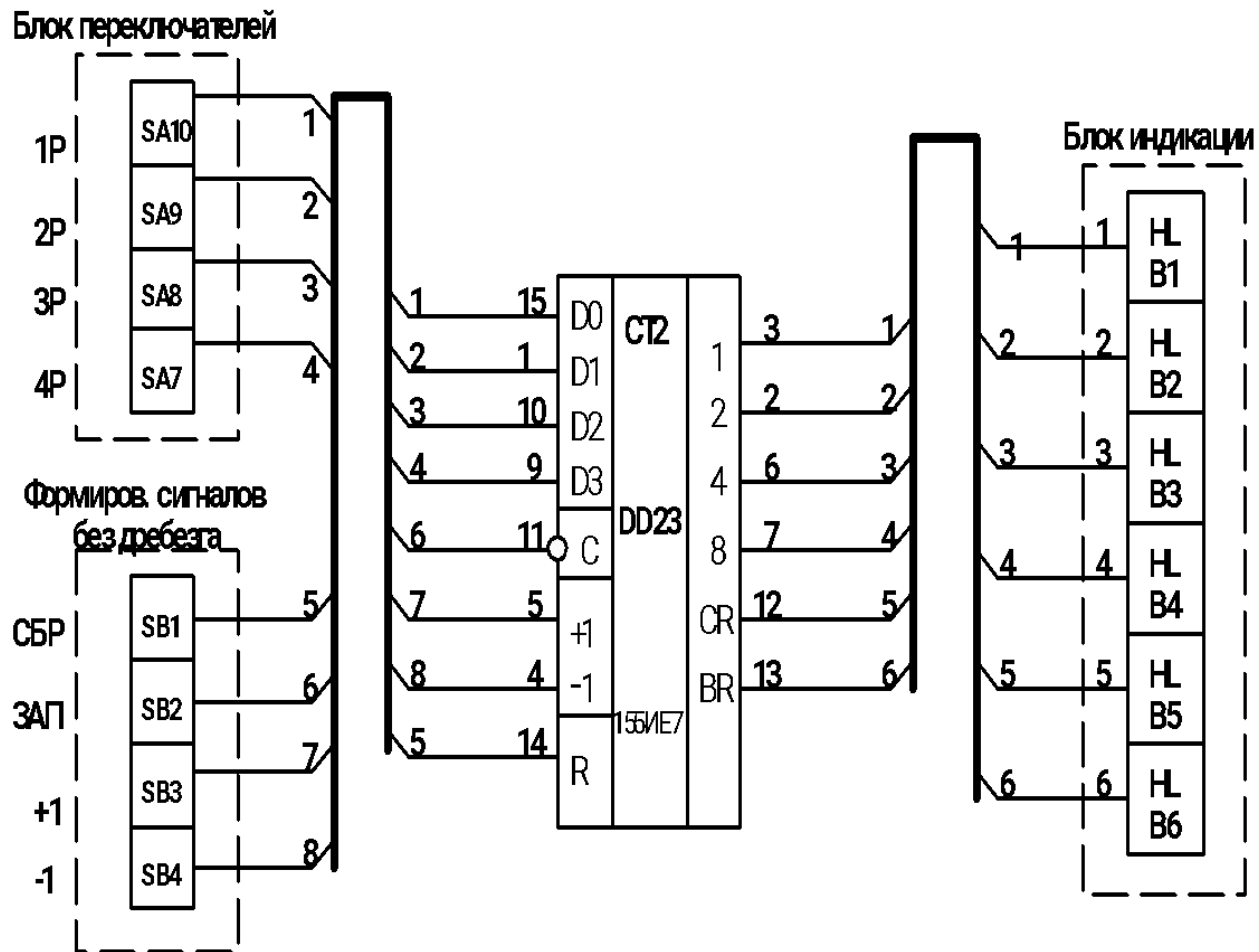 Блок переключателей
1Р
2Р
3Р
4Р
SA10
SA9
SA8
SA7
1
2
3
4
Формиров. сигналов
без дребезга
СБР
ЗАП
+1
-1
SB1
SB2
SB3
SB4
5
6
7
8
1 15 D0
2 1 D1
3 10 D2
4 9 D3
6 11 C
7 5 +1
8 4 -1
5 14 R
CT2
DD23
155ИЕ7
1 3 1
2 2 2
4 6 3
8 7 4
CR 12 5
BR 13 6
Блок индикации
1 1 HL
B1
2 2 HL
B2
3 3 HL
B3
4 4 HL
B4
5 5 HL
B5
6 6 HL
B6